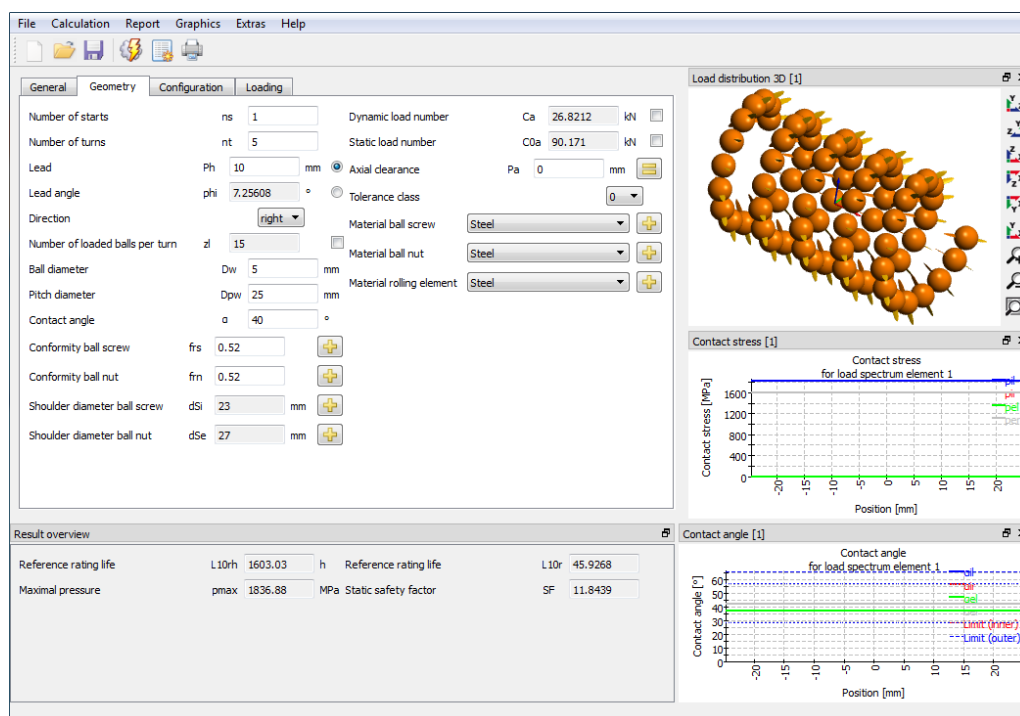 File Calculation Report Graphics Extras Help
General Geometry Configuration Loading
Number of starts ns 1
Number of turns nt 5
Lead Ph 10 mm
Lead angle phi 7.25608 °
Direction right
Number of loaded balls per turn zl 15
Ball diameter Dw 5 mm
Pitch diameter Dpw 25 mm
Contact angle α 40 °
Conformity ball screw frs 0.52
Conformity ball nut frn 0.52
Shoulder diameter ball screw dSi 23 mm
Shoulder diameter ball nut dSe 27 mm
Dynamic load number Ca 26.8212 kN
Static load number C0a 90.171 kN
Axial clearance Pa 0 mm
Tolerance class 0
Material ball screw Steel
Material ball nut Steel
Material rolling element Steel
Load distribution 3D [1]
Contact stress [1]
Contact stress
for load spectrum element 1
Contact stress [MPa]
1600
1200
800
400
0
pil
pir
pel
per
-20 -15 -10 -5 0 5 10 15 20
Position [mm]
Result overview
Reference rating life L10rh 1603.03 h Reference rating life L10r 45.9268
Maximal pressure pmax 1836.88 MPa Static safety factor SF 11.8439
Contact angle [1]
Contact angle
for load spectrum element 1
Contact angle [°]
60
50
40
30
20
10
0
ail
air
ael
Limit (inner)
Limit (outer)
-20 -15 -10 -5 0 5 10 15 20
Position [mm]